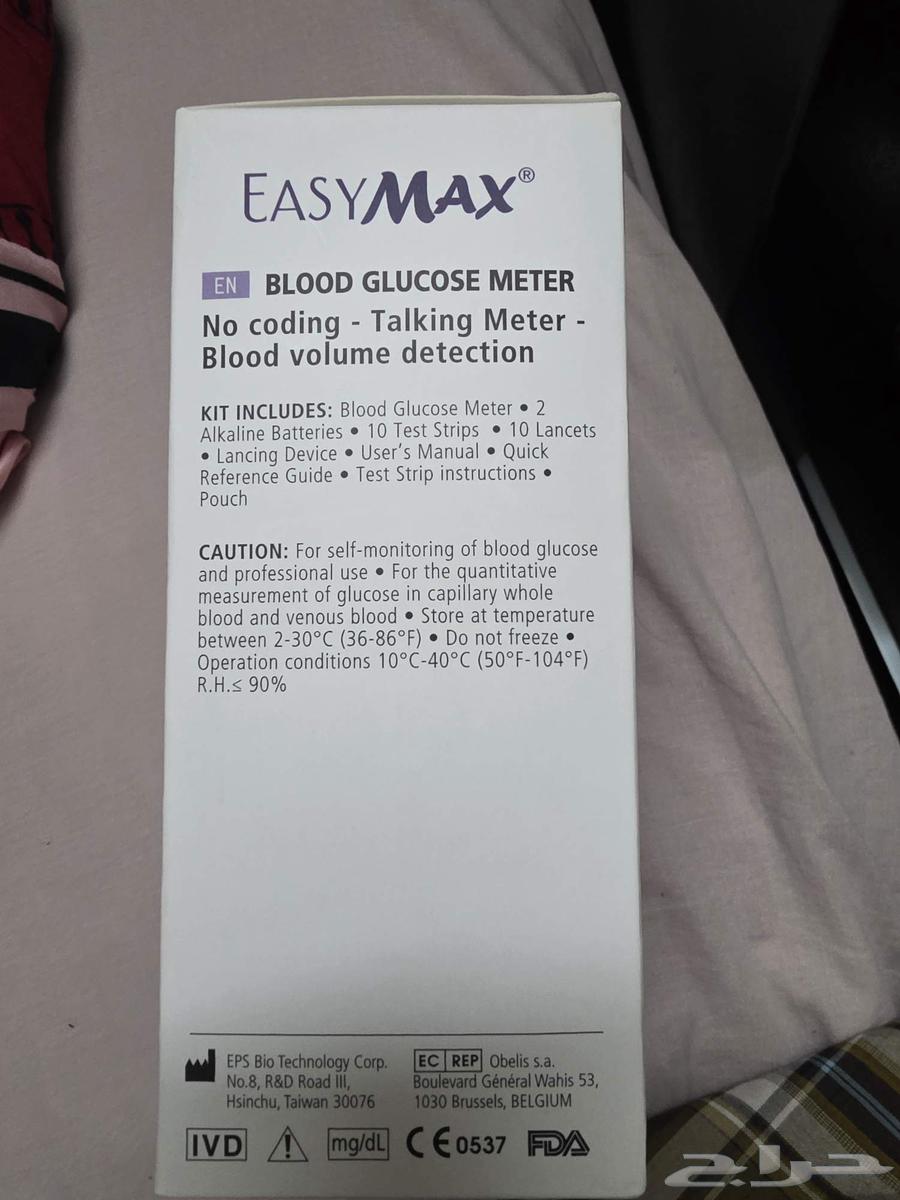 EASYMAX®
EN BLOOD GLUCOSE METER
No coding - Talking Meter -
Blood volume detection
KIT INCLUDES: Blood Glucose Meter • 2
Alkaline Batteries • 10 Test Strips • 10 Lancets
• Lancing Device • User's Manual • Quick
Reference Guide • Test Strip instructions •
Pouch
CAUTION: For self-monitoring of blood glucose
and professional use • For the quantitative
measurement of glucose in capillary whole
blood and venous blood • Store at temperature
between 2-30°C (36-86°F) • Do not freeze •
Operation conditions 10°C-40°C (50°F-104°F)
R.H.≤ 90%
EPS Bio Technology Corp.
No.8, R&D Road III,
Hsinchu, Taiwan 30076
EC REP Obelis s.a.
Boulevard Général Wahis 53,
1030 Brussels, BELGIUM
IVD mg/dL CE 0537 FDA
حراج